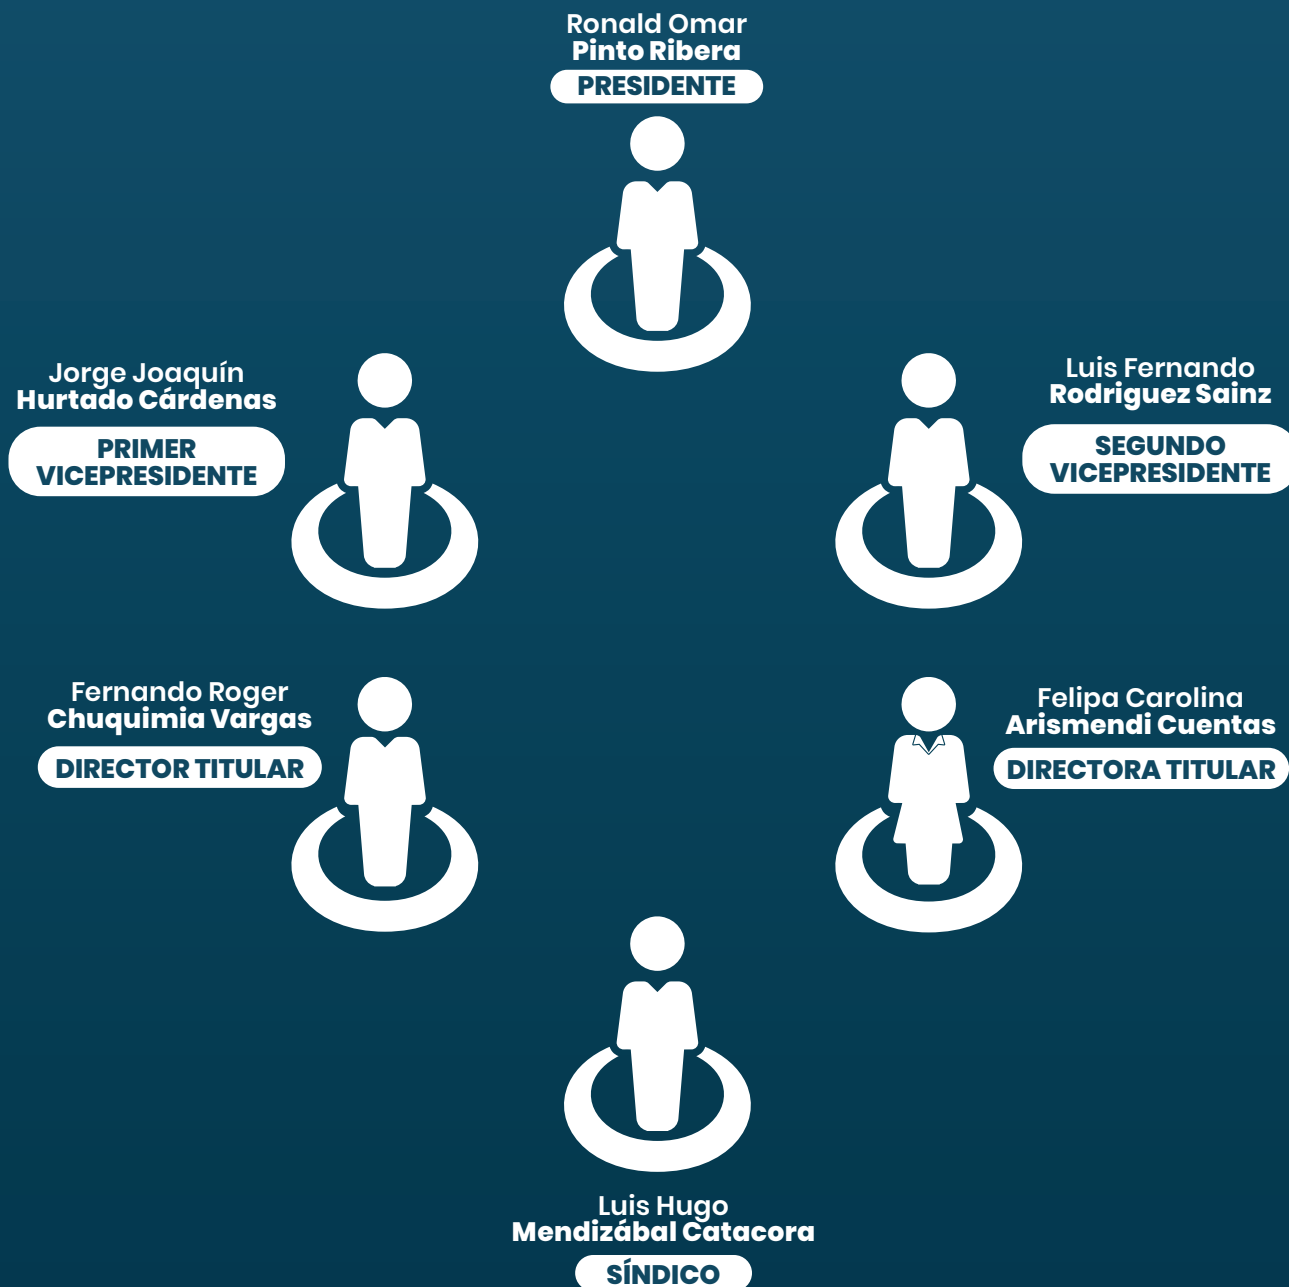 Ronald Omar
Pinto Ribera
PRESIDENTE
Jorge Joaquín
Hurtado Cárdenas
PRIMER
VICEPRESIDENTE
Luis Fernando
Rodriguez Sainz
SEGUNDO
VICEPRESIDENTE
Fernando Roger
Chuquimia Vargas
DIRECTOR TITULAR
Felipa Carolina
Arismendi Cuentas
DIRECTORA TITULAR
Luis Hugo
Mendizábal Catacora
SÍNDICO